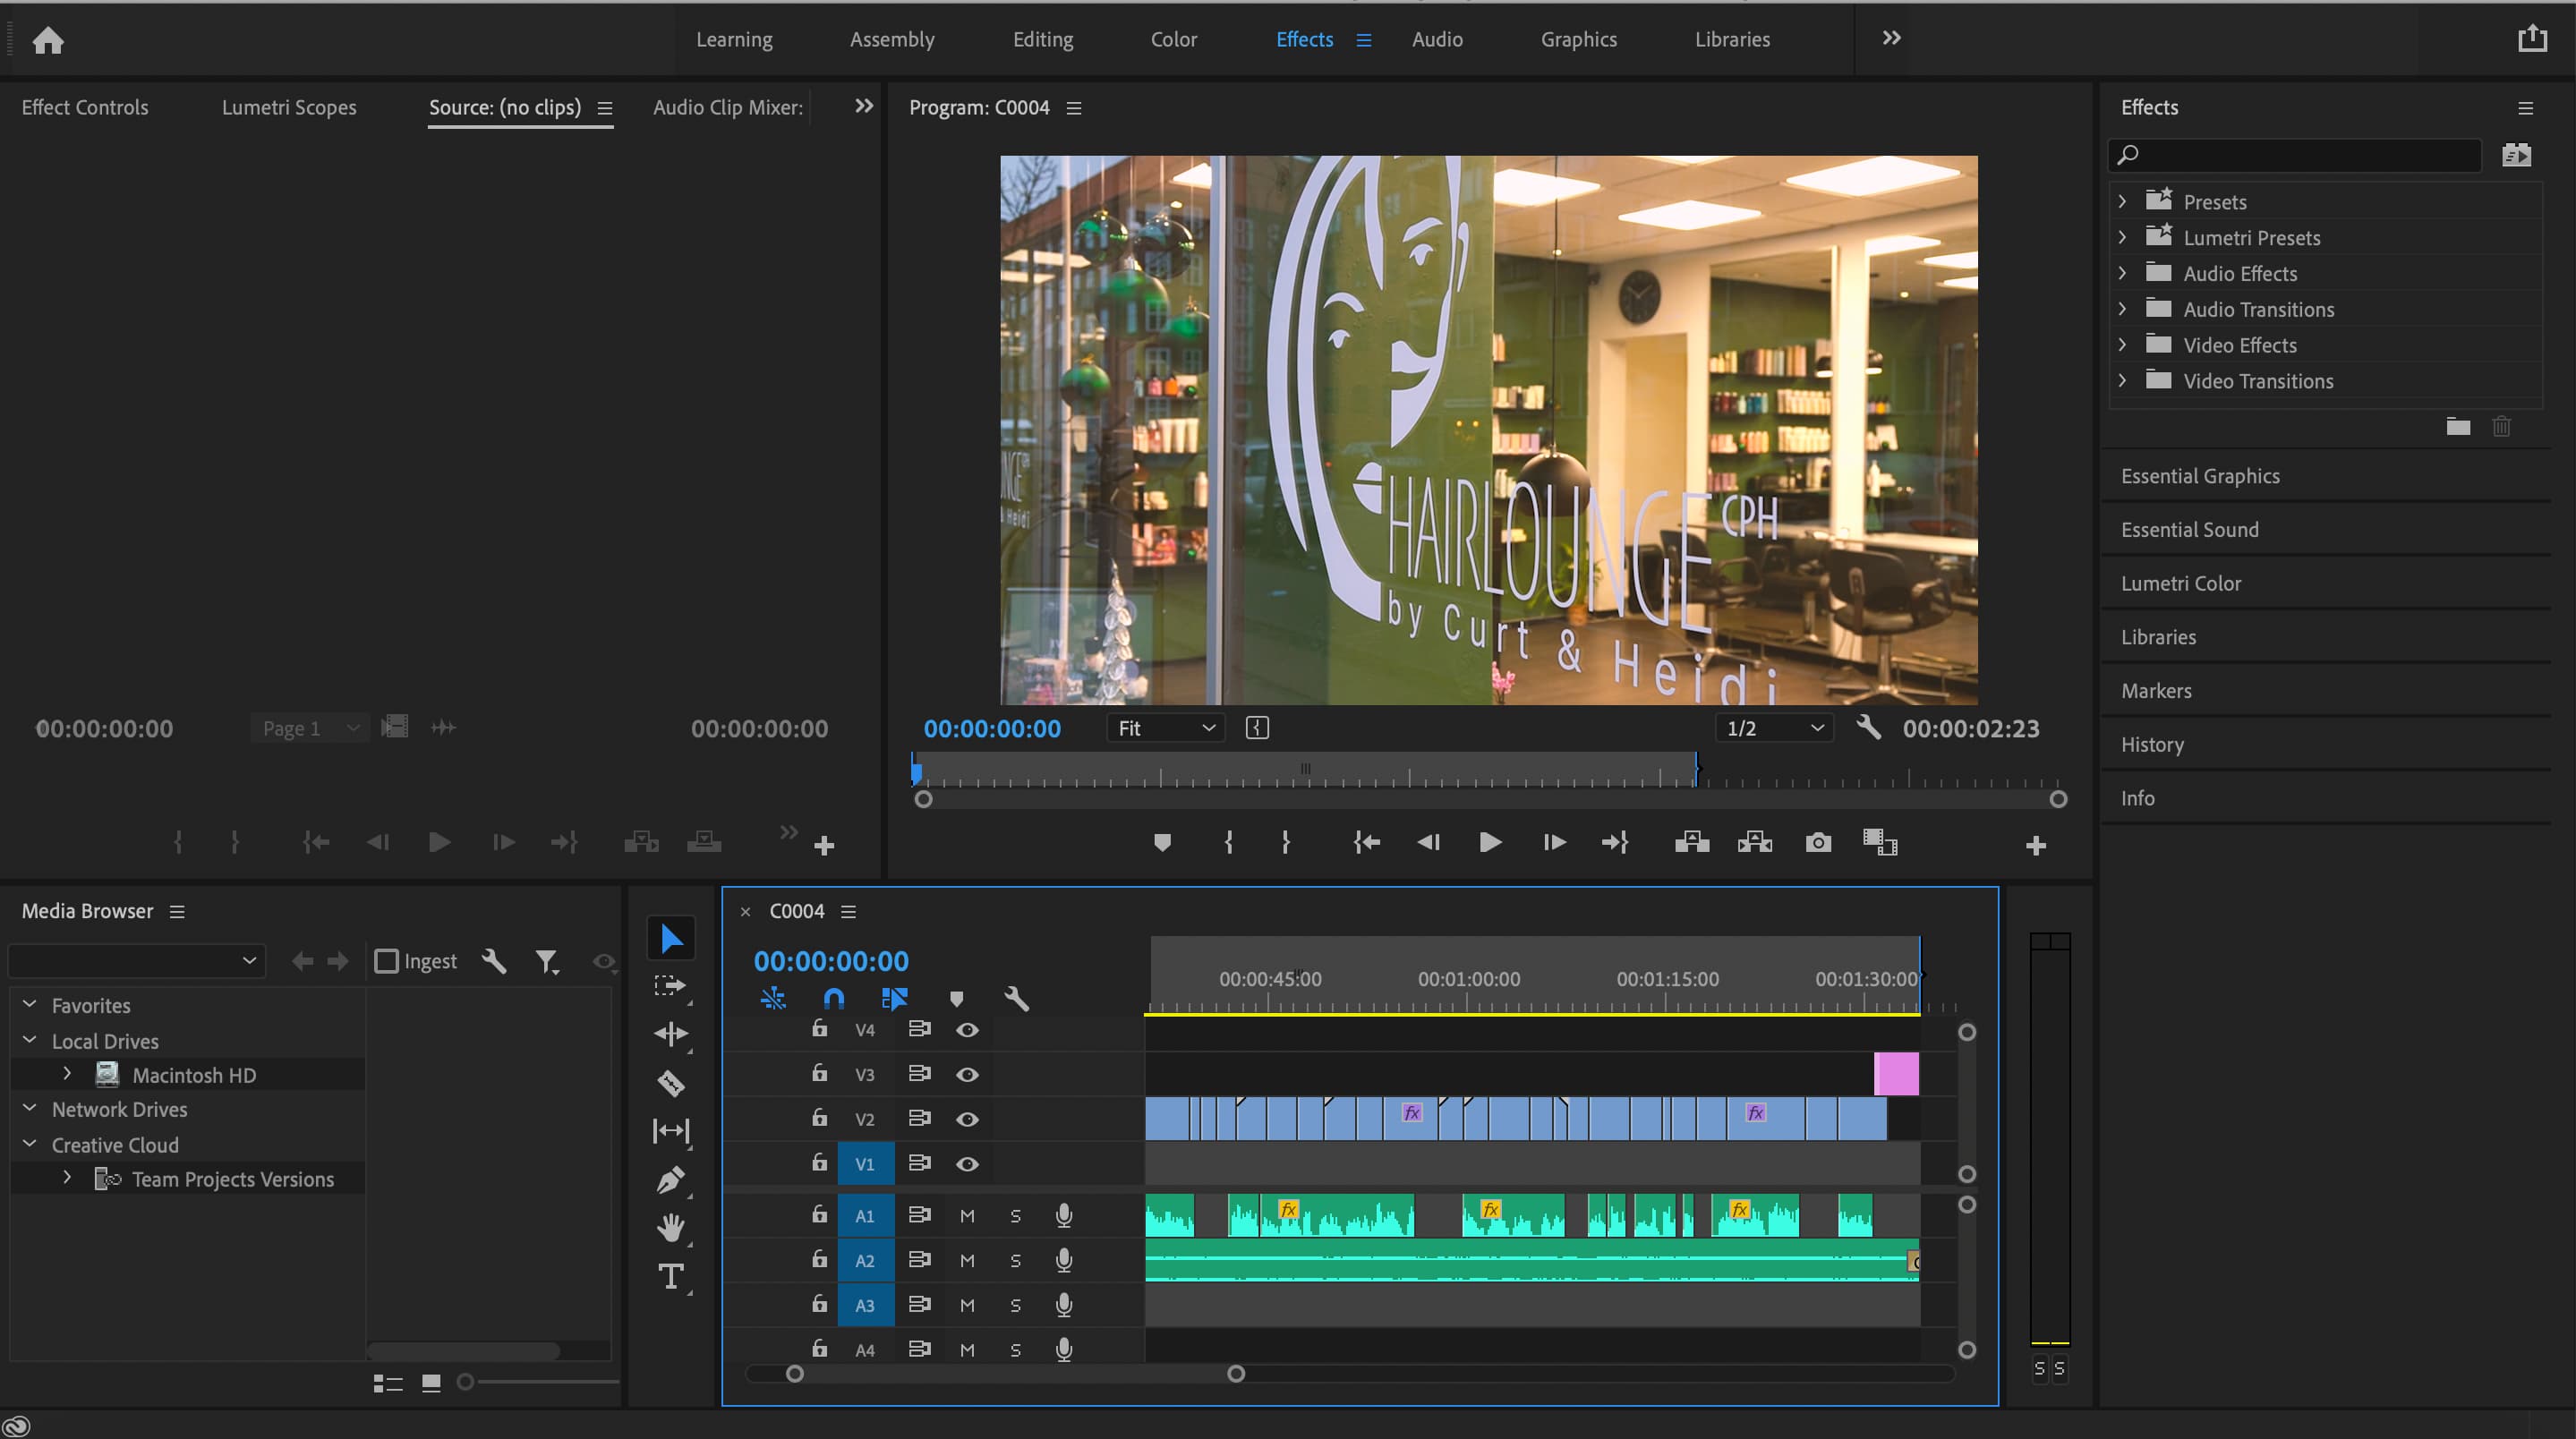 Learning Assembly Editing Color Effects Audio Graphics Libraries
Effect Controls Lumetri Scopes Source: (no clips) Audio Clip Mixer:
Program: C0004
Effects
HAIRLOUNGE CPH
by Curt & Heidi
Presets
Lumetri Presets
Audio Effects
Audio Transitions
Video Effects
Video Transitions
Essential Graphics
Essential Sound
Lumetri Color
Libraries
Markers
History
Info
00:00:00:00 Page 1 00:00:00:00
00:00:00:00 Fit 1/2 00:00:02:23
Media Browser
Ingest
Favorites
Local Drives
Macintosh HD
Network Drives
Creative Cloud
Team Projects Versions
C0004
00:00:00:00
00:00:45:00 00:01:00:00 00:01:15:00 00:01:30:00
V4
V3
V2 fx fx
V1
A1 M S fx fx fx
A2 M S
A3 M S
A4 M S
S S